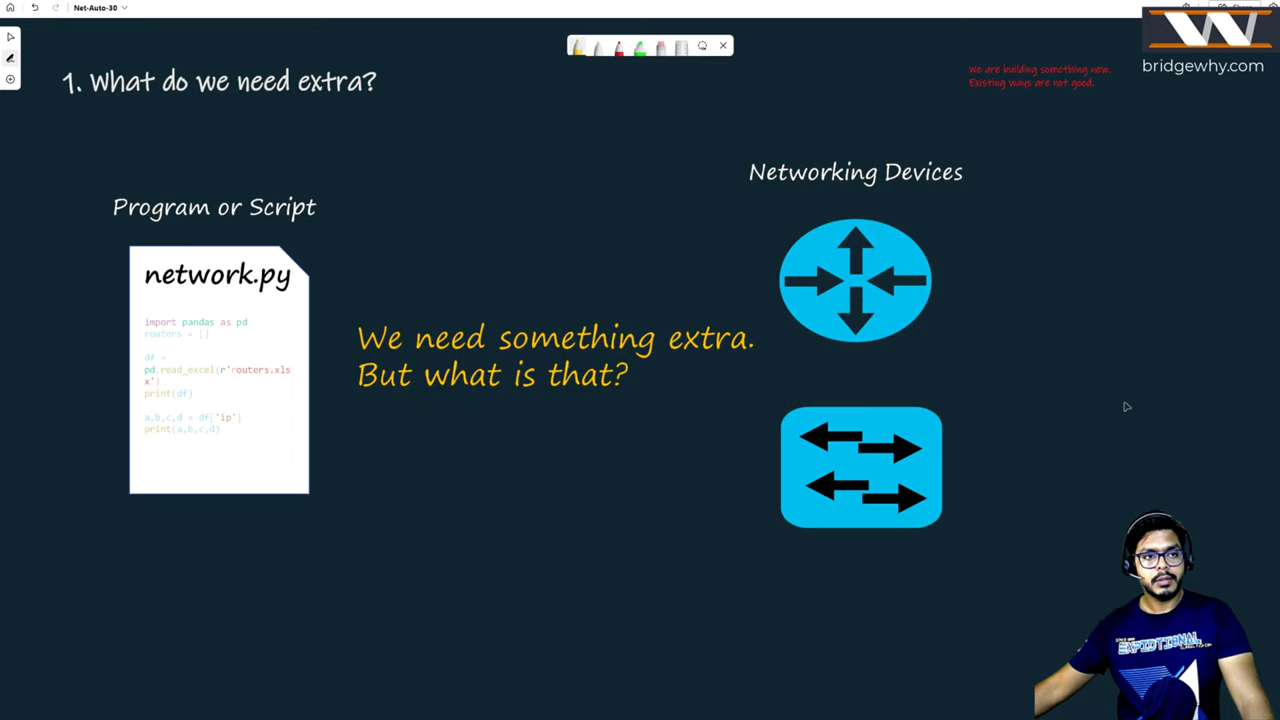 Net-Auto-30
bridgewhy.com
1. What do we need extra?
We are building something new.
Existing ways are not good.
Networking Devices
Program or Script
network.py
import pandas as pd
routers = []
df =
pd.read_excel(r'routers.xls
x')
print(df)
a,b,c,d = df['ip']
print(a,b,c,d)
We need something extra.
But what is that?
EXPIDTIONAL